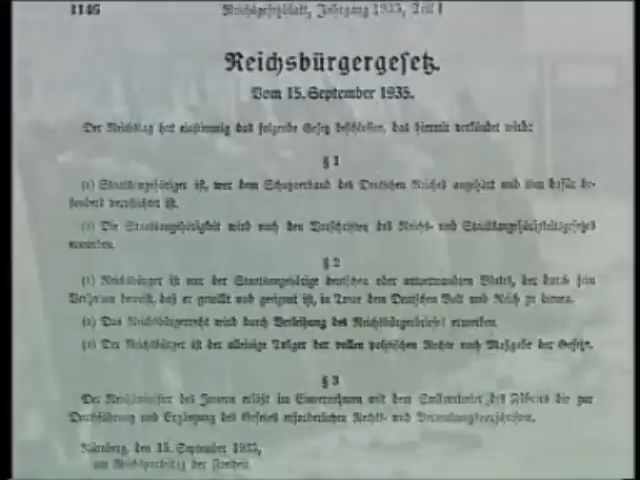 1146 Reichsgesetzblatt, Jahrgang 1935, Teil I
Reichsbürgergesetz.
Vom 15. September 1935.
Der Reichstag hat einstimmig das folgende Gesetz beschlossen, das hiermit verkündet wird:
§ 1
(1) Staatsangehöriger ist, wer dem Schutzverband des Deutschen Reiches angehört und ihm dafür be-
sonders verpflichtet ist.
(2) Die Staatsangehörigkeit wird nach den Vorschriften des Reichs- und Staatsangehörigkeitsgesetzes
erworben.
§ 2
(1) Reichsbürger ist nur der Staatsangehörige deutschen oder artverwandten Blutes, der durch sein
Verhalten beweist, daß er gewillt und geeignet ist, in Treue dem Deutschen Volk und Reich zu dienen.
(2) Das Reichsbürgerrecht wird durch Verleihung des Reichsbürgerbriefes erworben.
(3) Der Reichsbürger ist der alleinige Träger der vollen politischen Rechte nach Maßgabe der Gesetze.
§ 3
Der Reichsminister des Innern erläßt im Einvernehmen mit dem Stellvertreter des Führers die zur
Durchführung und Ergänzung des Gesetzes erforderlichen Rechts- und Verwaltungsvorschriften.
Nürnberg, den 15. September 1935,
am Reichsparteitag der Freiheit.